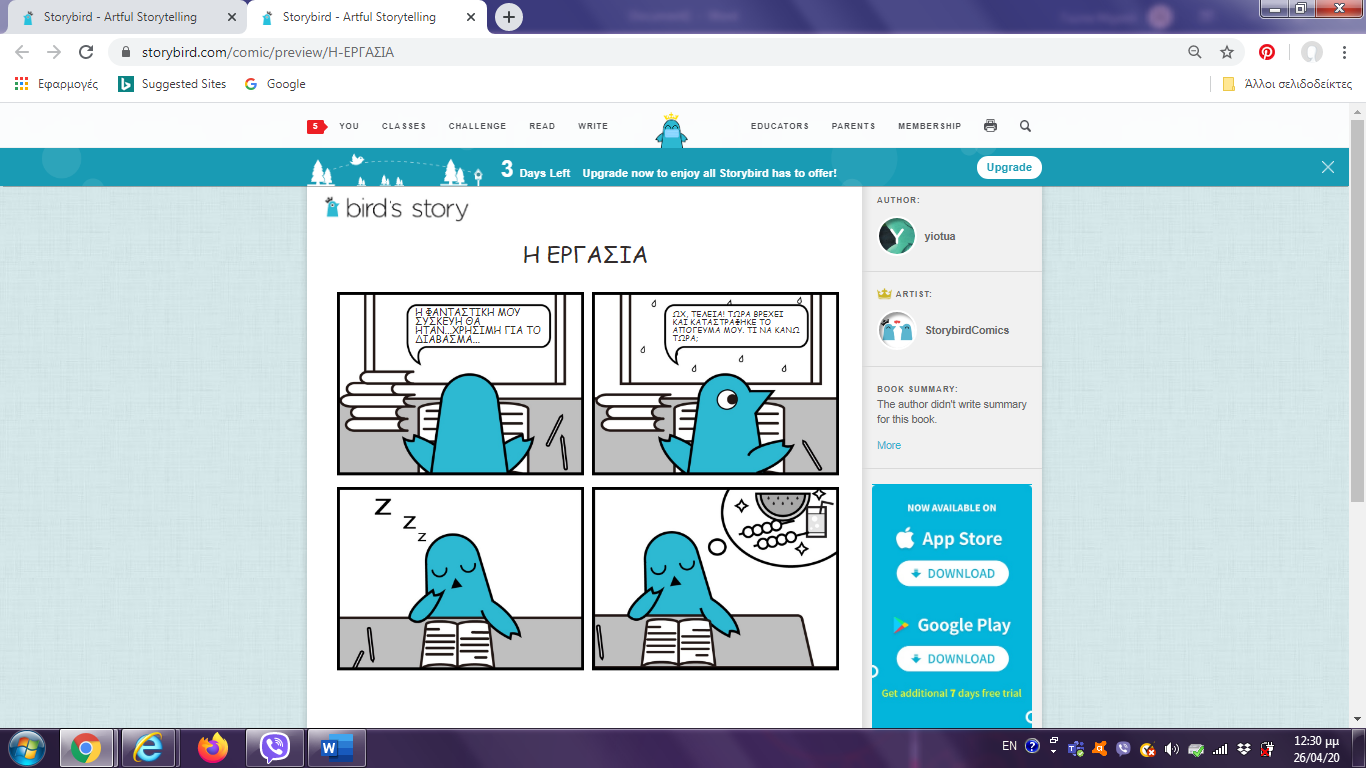 Storybird - Artful Storytelling
Storybird - Artful Storytelling
storybird.com/comic/preview/Η-ΕΡΓΑΣΙΑ
Εφαρμογές Suggested Sites Google Άλλοι σελιδοδείκτες
5 YOU CLASSES CHALLENGE READ WRITE EDUCATORS PARENTS MEMBERSHIP
3 Days Left Upgrade now to enjoy all Storybird has to offer! Upgrade
bird's story
Η ΕΡΓΑΣΙΑ
Η ΦΑΝΤΑΣΤΙΚΗ ΜΟΥ
ΣΥΣΚΕΥΗ ΘΑ
ΗΤΑΝ...ΧΡΗΣΙΜΗ ΓΙΑ ΤΟ
ΔΙΑΒΑΣΜΑ...
ΩΧ, ΤΕΛΕΙΑ! ΤΩΡΑ ΒΡΕΧΕΙ
ΚΑΙ ΚΑΤΑΣΤΡΑΦΗΚΕ ΤΟ
ΑΠΟΓΕΥΜΑ ΜΟΥ. ΤΙ ΝΑ ΚΑΝΩ
ΤΩΡΑ;
Z
Z
Z
AUTHOR:
Y yiotua
ARTIST:
StorybirdComics
BOOK SUMMARY:
The author didn't write summary
for this book.
More
NOW AVAILABLE ON
App Store
DOWNLOAD
Google Play
DOWNLOAD
Get additional 7 days free trial
EN
12:30 μμ
26/04/20